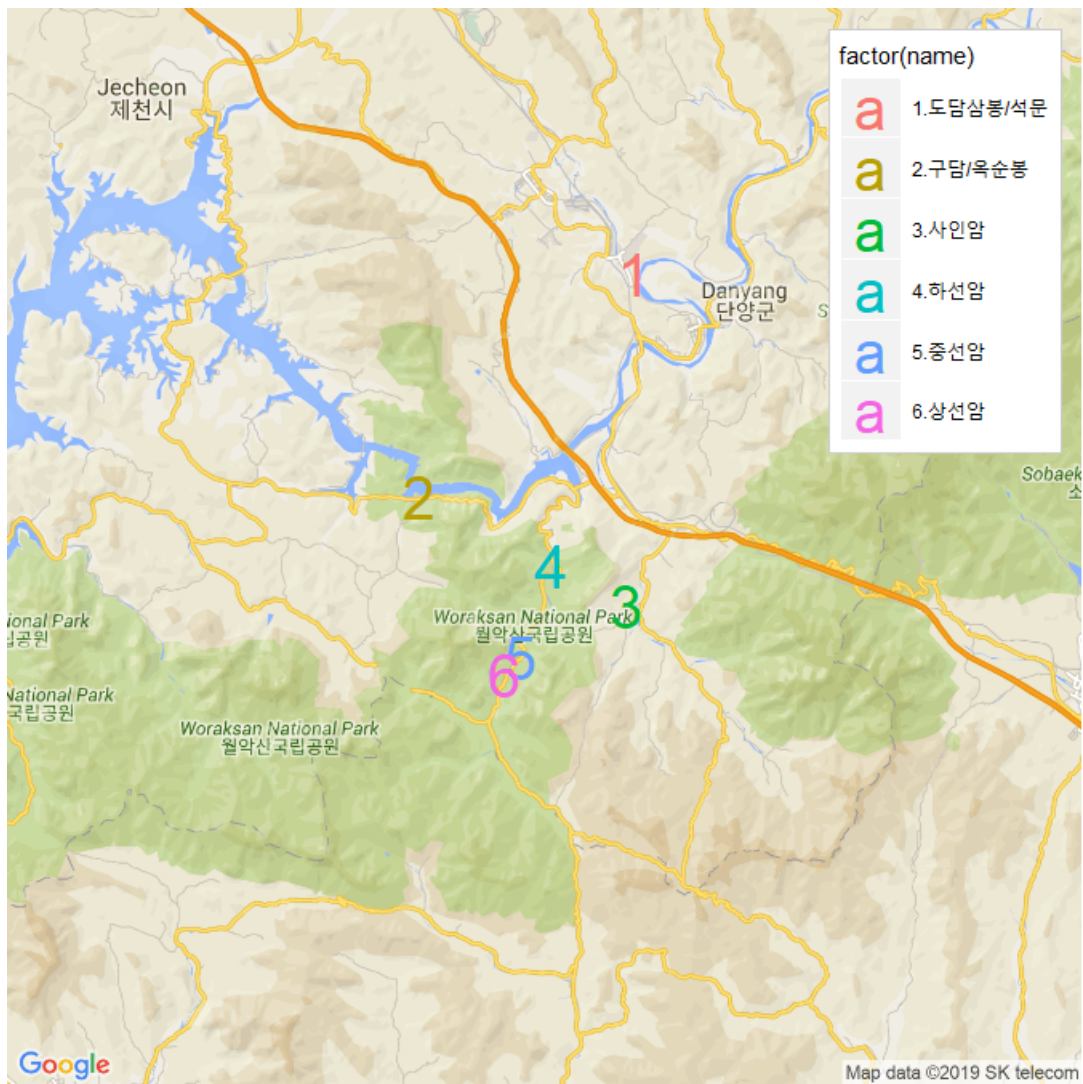 factor(name)
a 1.도담삼봉/석문
a 2.구담/옥순봉
a 3.사인암
a 4.하선암
a 5.중선암
a 6.상선암
Jecheon
제천시
1
Danyang
단양군
S
Sobaek
소
2
4
3
Woraksan National Park
월악산국립공원
5
6
ional Park
립공원
National Park
국립공원
Woraksan National Park
월악산국립공원
Google
Map data ©2019 SK telecom